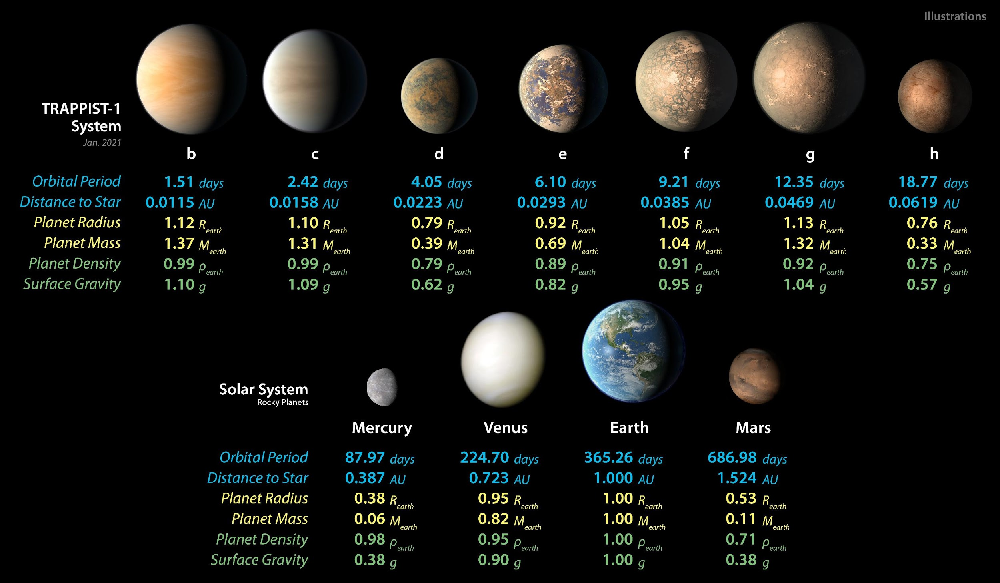 Illustrations
TRAPPIST-1
System
Jan. 2021
b c d e f g h
Orbital Period 1.51 days 2.42 days 4.05 days 6.10 days 9.21 days 12.35 days 18.77 days
Distance to Star 0.0115 AU 0.0158 AU 0.0223 AU 0.0293 AU 0.0385 AU 0.0469 AU 0.0619 AU
Planet Radius 1.12 Rearth 1.10 Rearth 0.79 Rearth 0.92 Rearth 1.05 Rearth 1.13 Rearth 0.76 Rearth
Planet Mass 1.37 Mearth 1.31 Mearth 0.39 Mearth 0.69 Mearth 1.04 Mearth 1.32 Mearth 0.33 Mearth
Planet Density 0.99 ρearth 0.99 ρearth 0.79 ρearth 0.89 ρearth 0.91 ρearth 0.92 ρearth 0.75 ρearth
Surface Gravity 1.10 g 1.09 g 0.62 g 0.82 g 0.95 g 1.04 g 0.57 g
Solar System
Rocky Planets
Mercury Venus Earth Mars
Orbital Period 87.97 days 224.70 days 365.26 days 686.98 days
Distance to Star 0.387 AU 0.723 AU 1.000 AU 1.524 AU
Planet Radius 0.38 Rearth 0.95 Rearth 1.00 Rearth 0.53 Rearth
Planet Mass 0.06 Mearth 0.82 Mearth 1.00 Mearth 0.11 Mearth
Planet Density 0.98 ρearth 0.95 ρearth 1.00 ρearth 0.71 ρearth
Surface Gravity 0.38 g 0.90 g 1.00 g 0.38 g